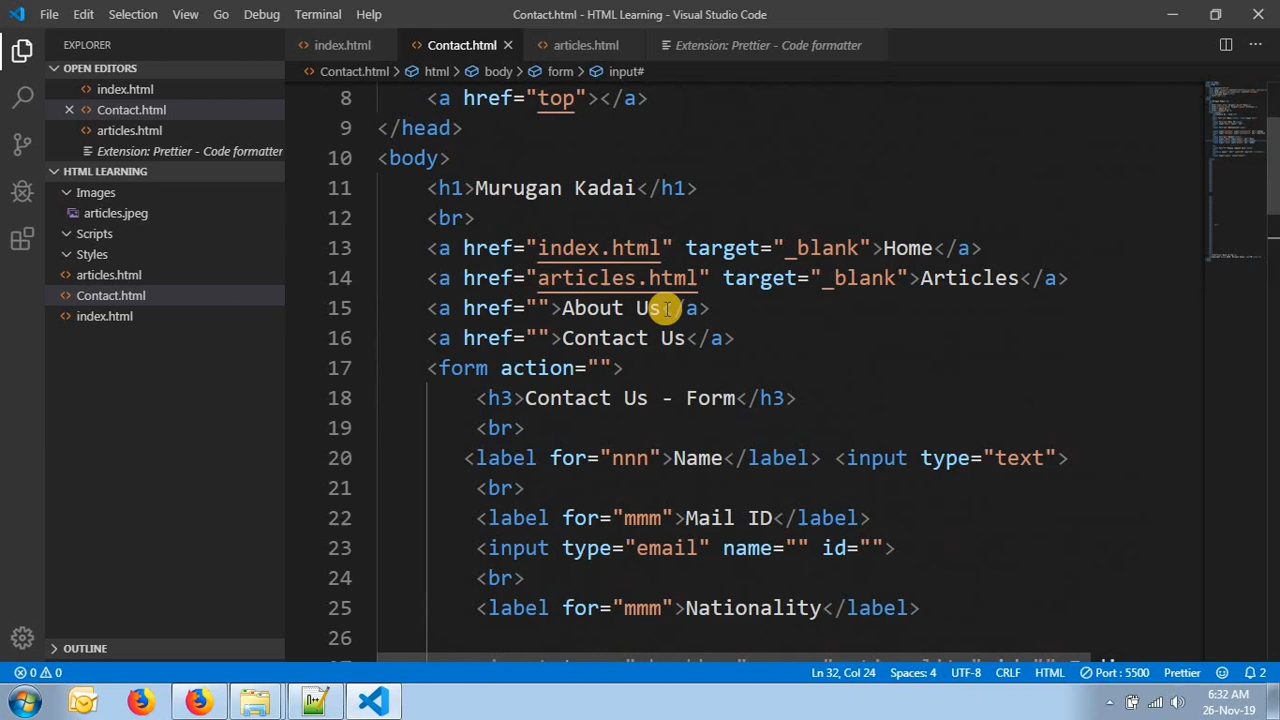 File Edit Selection View Go Debug Terminal Help Contact.html - HTML Learning - Visual Studio Code
EXPLORER
OPEN EDITORS
index.html
Contact.html
articles.html
Extension: Prettier - Code formatter
HTML LEARNING
Images
articles.jpeg
Scripts
Styles
articles.html
Contact.html
index.html
OUTLINE
index.html Contact.html articles.html Extension: Prettier - Code formatter
Contact.html html body form input#
8 <a href="top"></a>
9 </head>
10 <body>
11 <h1>Murugan Kadai</h1>
12 <br>
13 <a href="index.html" target="_blank">Home</a>
14 <a href="articles.html" target="_blank">Articles</a>
15 <a href="">About Us</a>
16 <a href="">Contact Us</a>
17 <form action="">
18 <h3>Contact Us - Form</h3>
19 <br>
20 <label for="nnn">Name</label> <input type="text">
21 <br>
22 <label for="mmm">Mail ID</label>
23 <input type="email" name="" id="">
24 <br>
25 <label for="mmm">Nationality</label>
26
0 0 Ln 32, Col 24 Spaces: 4 UTF-8 CRLF HTML Port : 5500 Prettier 2
6:32 AM
26-Nov-19